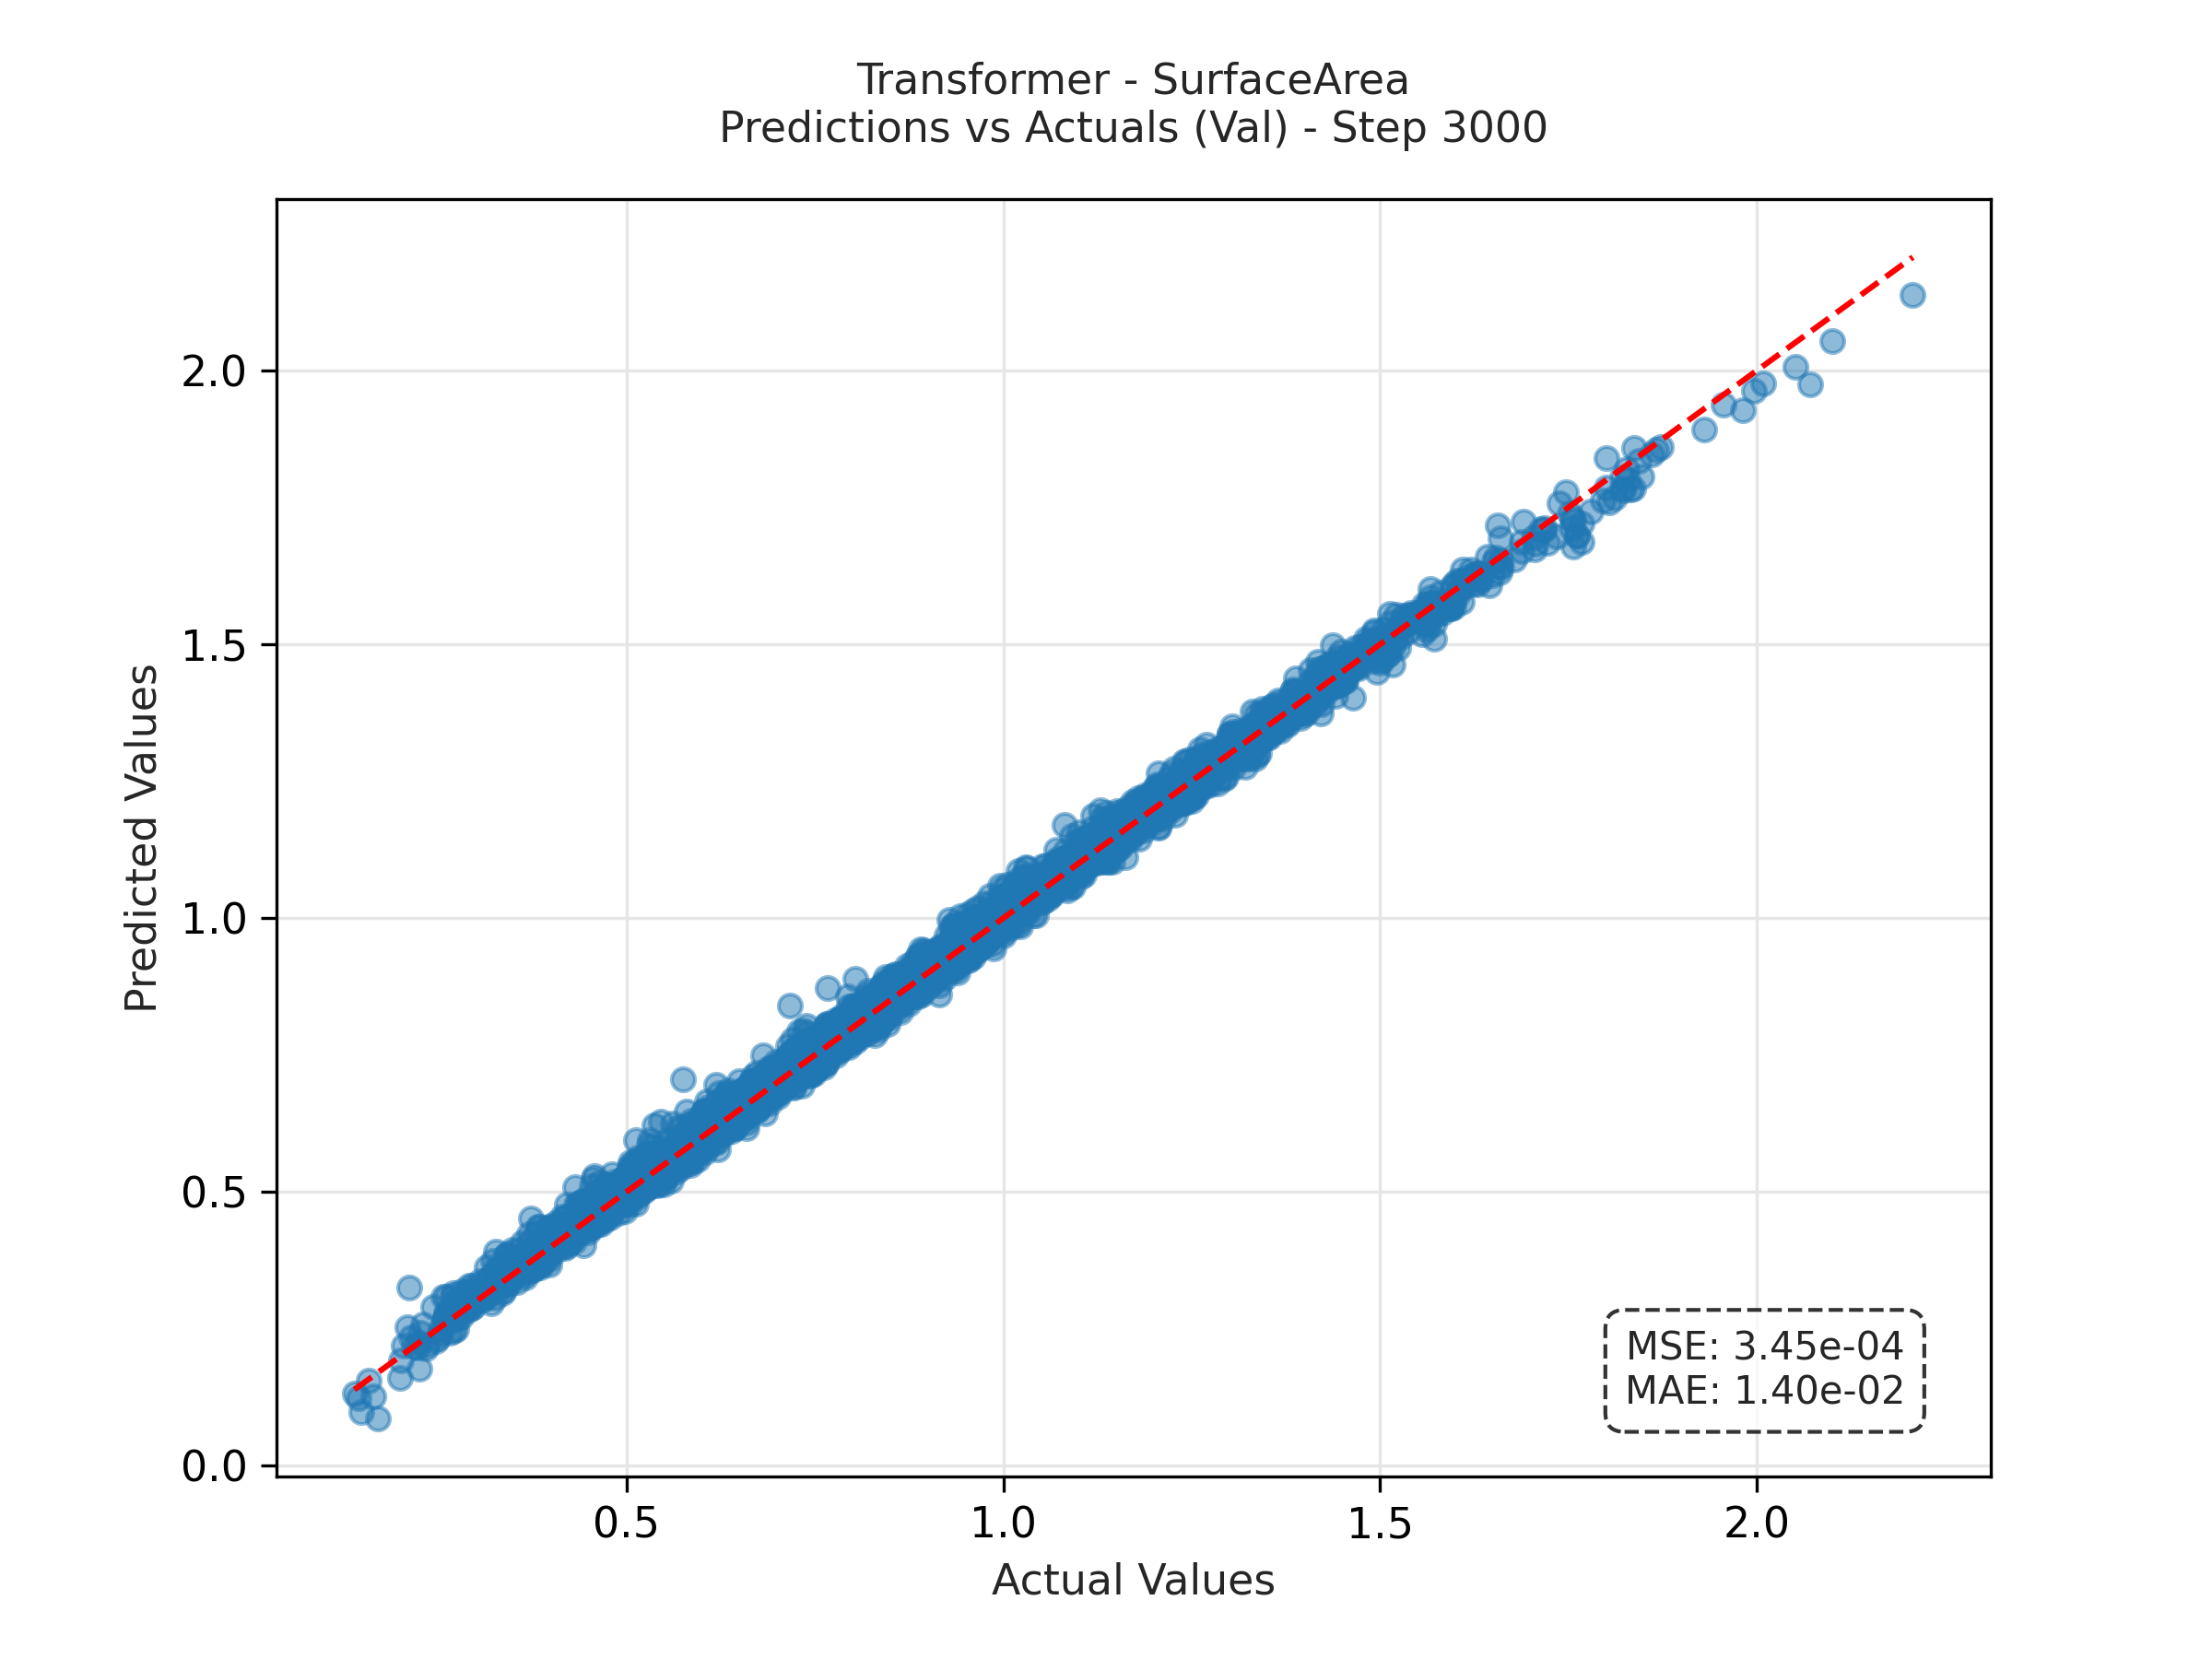 Transformer - SurfaceArea
Predictions vs Actuals (Val) - Step 3000
Predicted Values
2.0
1.5
1.0
0.5
0.0
MSE: 3.45e-04
MAE: 1.40e-02
0.5 1.0 1.5 2.0
Actual Values